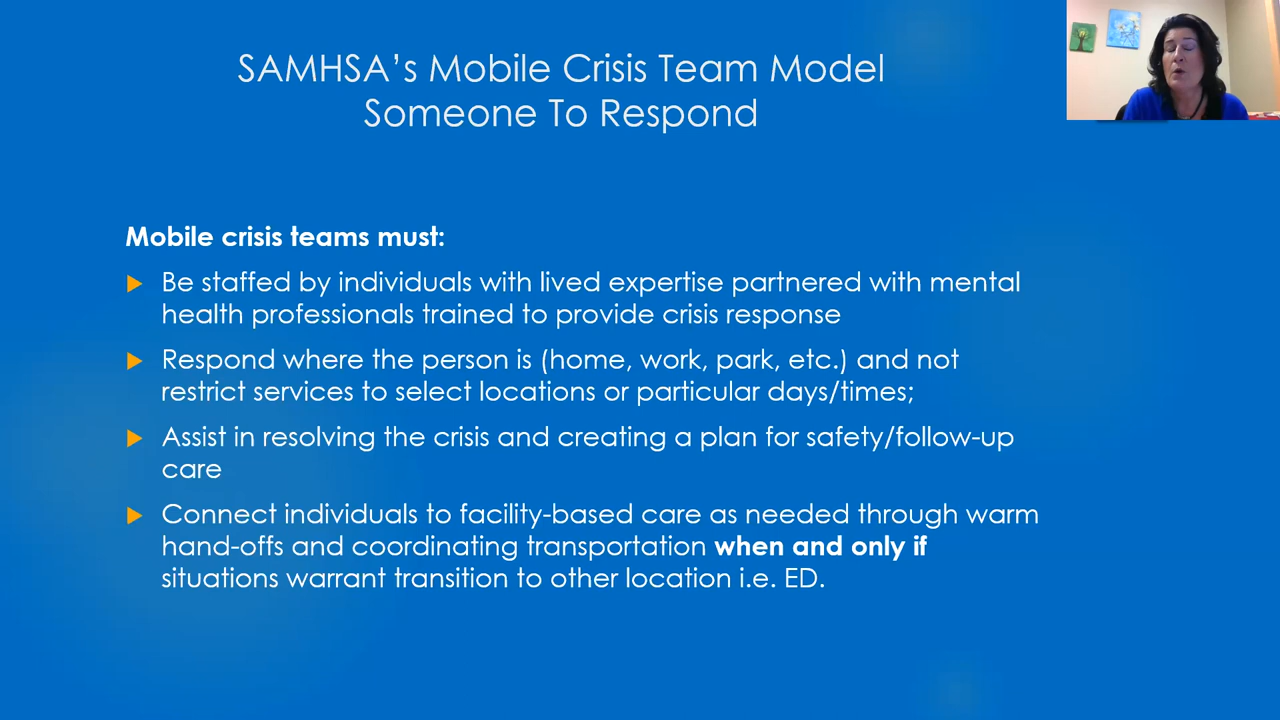 SAMHSA’s Mobile Crisis Team Model
Someone To Respond
Mobile crisis teams must:
Be staffed by individuals with lived expertise partnered with mental
health professionals trained to provide crisis response
Respond where the person is (home, work, park, etc.) and not
restrict services to select locations or particular days/times;
Assist in resolving the crisis and creating a plan for safety/follow-up
care
Connect individuals to facility-based care as needed through warm
hand-offs and coordinating transportation when and only if
situations warrant transition to other location i.e. ED.